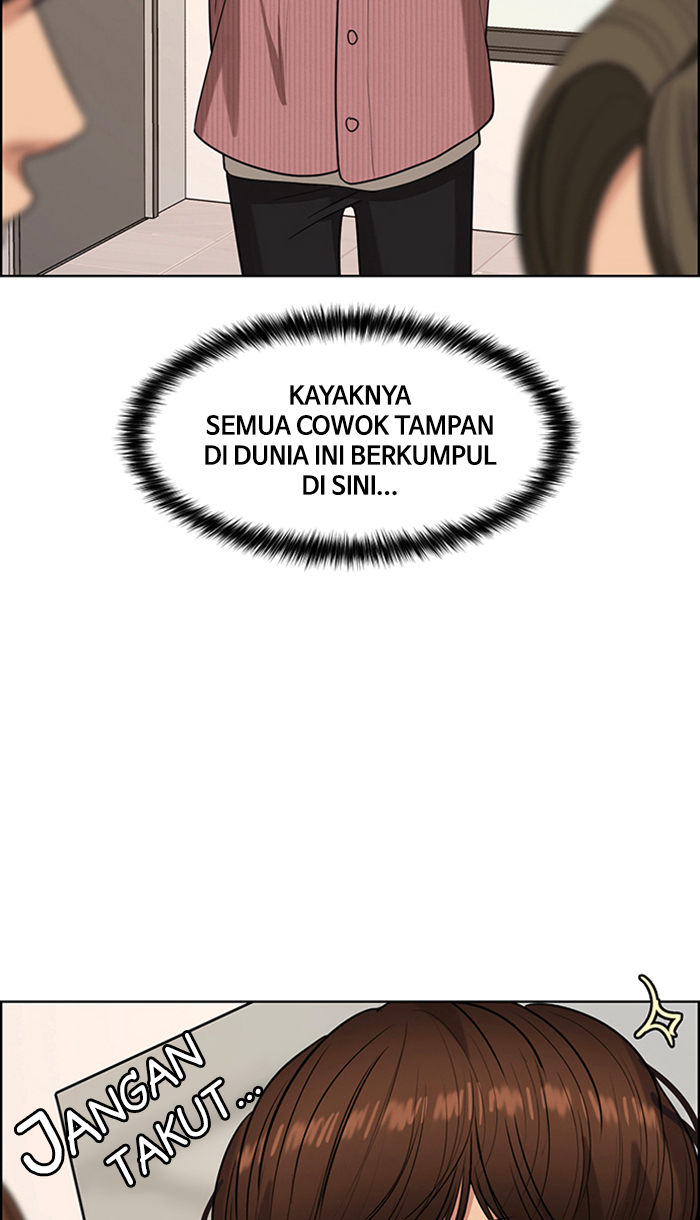 KAYAKNYA
SEMUA COWOK TAMPAN
DI DUNIA INI BERKUMPUL
DI SINI...
JANGAN
TAKUT...